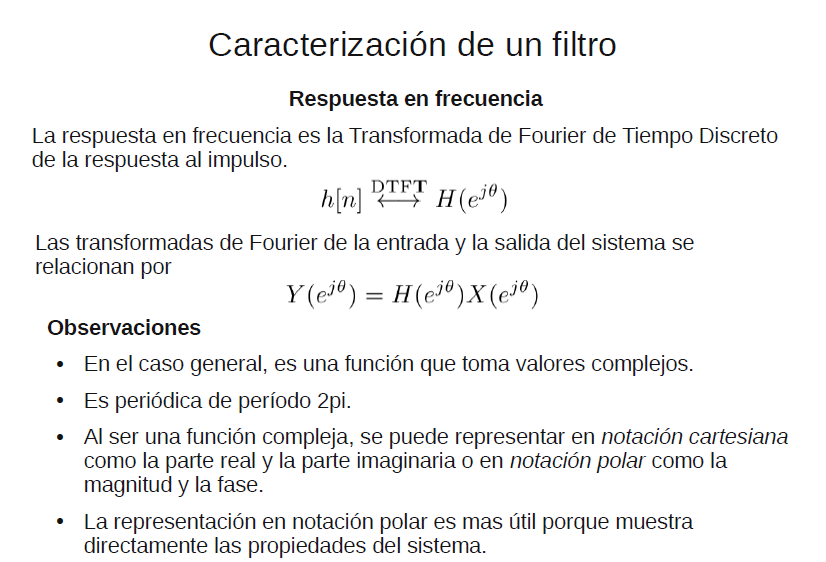 Caracterización de un filtro
Respuesta en frecuencia
La respuesta en frecuencia es la Transformada de Fourier de Tiempo Discreto
de la respuesta al impulso.
h[n] \overset{DTFT}{\longleftrightarrow} H(e^{jθ})
Las transformadas de Fourier de la entrada y la salida del sistema se
relacionan por
Y(e^{jθ}) = H(e^{jθ})X(e^{jθ})
Observaciones
• En el caso general, es una función que toma valores complejos.
• Es periódica de período 2pi.
• Al ser una función compleja, se puede representar en notación cartesiana
como la parte real y la parte imaginaria o en notación polar como la
magnitud y la fase.
• La representación en notación polar es mas útil porque muestra
directamente las propiedades del sistema.